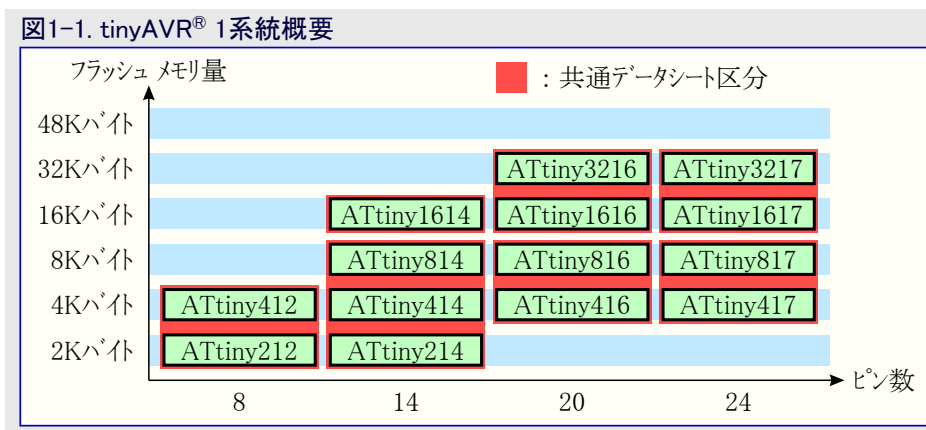 図1-1. tinyAVR® 1系統概要
フラッシュ メモリ量
: 共通データシート区分
48Kバイト
32Kバイト ATtiny3216 ATtiny3217
16Kバイト ATtiny1614 ATtiny1616 ATtiny1617
8Kバイト ATtiny814 ATtiny816 ATtiny817
4Kバイト ATtiny412 ATtiny414 ATtiny416 ATtiny417
2Kバイト ATtiny212 ATtiny214
ピン数
8 14 20 24